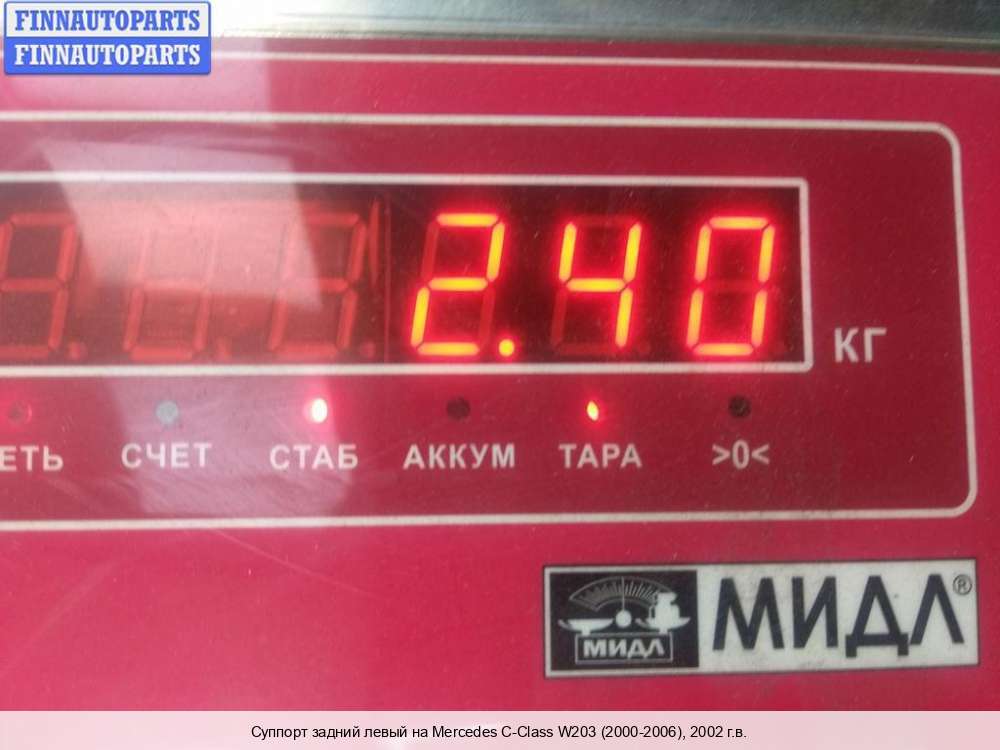 FINNAUTOPARTS
FINNAUTOPARTS
2.40
КГ
СЧЕТ СТАБ АККУМ ТАРА >0<
МИДЛ МИДЛ®
Суппорт задний левый на Mercedes C-Class W203 (2000-2006), 2002 г.в.